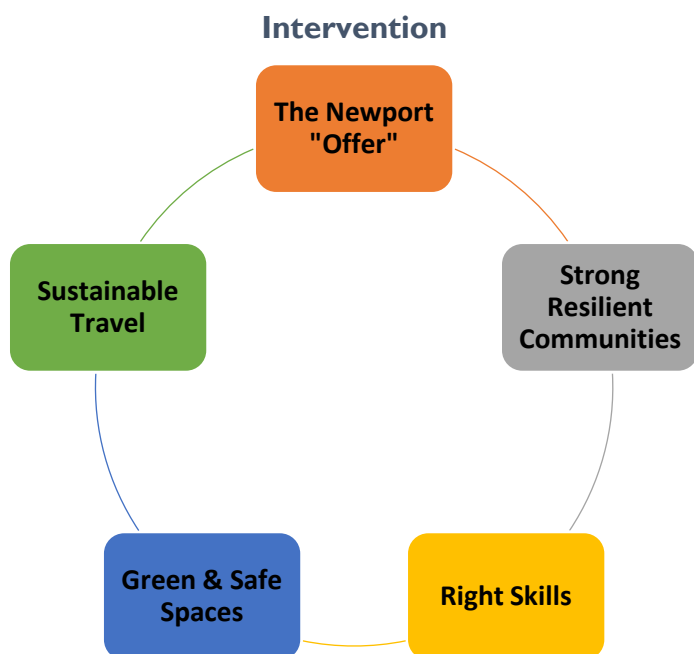 Intervention
The Newport
"Offer"
Strong
Resilient
Communities
Right Skills
Green & Safe
Spaces
Sustainable
Travel